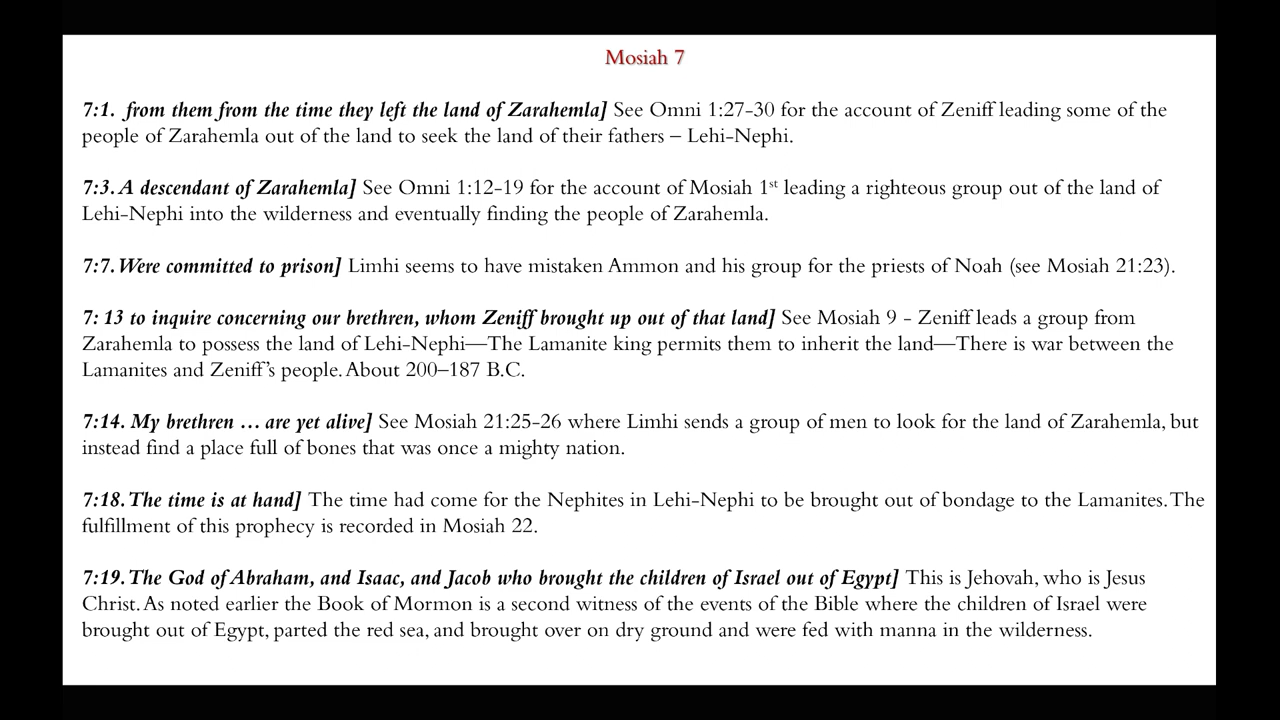 Mosiah 7
7:1. from them from the time they left the land of Zarahemla] See Omni 1:27-30 for the account of Zeniff leading some of the
people of Zarahemla out of the land to seek the land of their fathers – Lehi-Nephi.
7:3. A descendant of Zarahemla] See Omni 1:12-19 for the account of Mosiah 1st leading a righteous group out of the land of
Lehi-Nephi into the wilderness and eventually finding the people of Zarahemla.
7:7. Were committed to prison] Limhi seems to have mistaken Ammon and his group for the priests of Noah (see Mosiah 21:23).
7: 13 to inquire concerning our brethren, whom Zeniff brought up out of that land] See Mosiah 9 - Zeniff leads a group from
Zarahemla to possess the land of Lehi-Nephi—The Lamanite king permits them to inherit the land—There is war between the
Lamanites and Zeniff's people. About 200–187 B.C.
7:14. My brethren … are yet alive] See Mosiah 21:25-26 where Limhi sends a group of men to look for the land of Zarahemla, but
instead find a place full of bones that was once a mighty nation.
7:18. The time is at hand] The time had come for the Nephites in Lehi-Nephi to be brought out of bondage to the Lamanites. The
fulfillment of this prophecy is recorded in Mosiah 22.
7:19. The God of Abraham, and Isaac, and Jacob who brought the children of Israel out of Egypt] This is Jehovah, who is Jesus
Christ. As noted earlier the Book of Mormon is a second witness of the events of the Bible where the children of Israel were
brought out of Egypt, parted the red sea, and brought over on dry ground and were fed with manna in the wilderness.